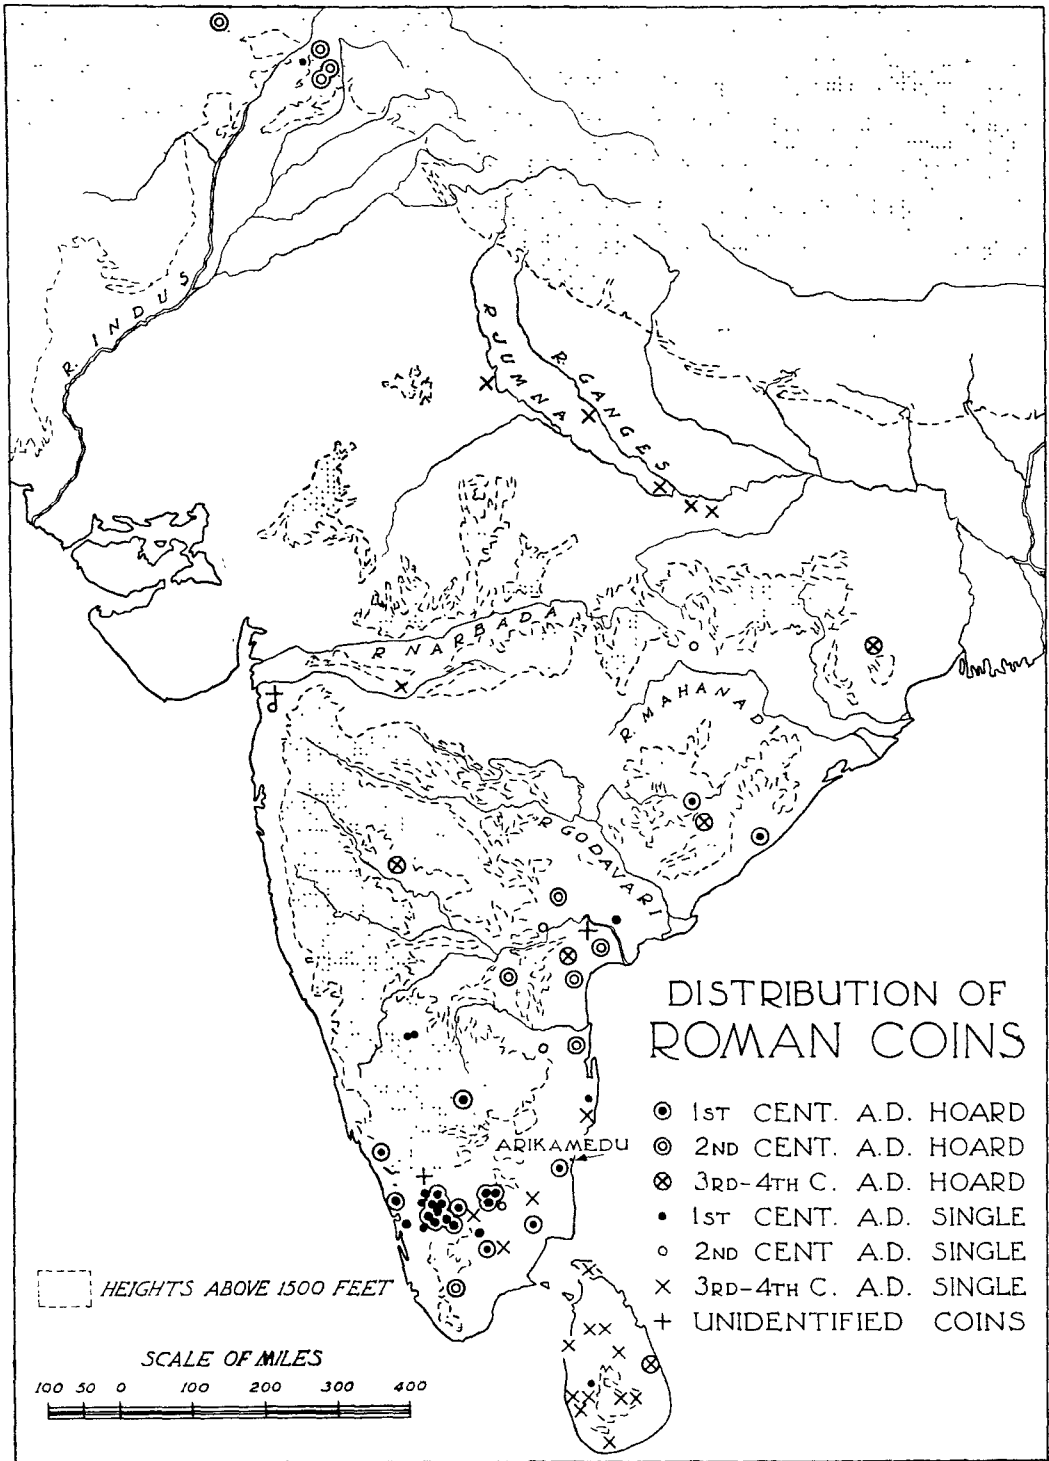 R. INDUS
R JUMNA
R. GANGES
R NARBADA
R MAHANADI
R GODAVARI
ARIKAMEDU
DISTRIBUTION OF
ROMAN COINS
1ST CENT. A.D. HOARD
2ND CENT. A.D. HOARD
3RD-4TH C. A.D. HOARD
1ST CENT. A.D. SINGLE
2ND CENT A.D. SINGLE
3RD-4TH C. A.D. SINGLE
UNIDENTIFIED COINS
HEIGHTS ABOVE 1500 FEET
SCALE OF MILES
100 50 0 100 200 300 400